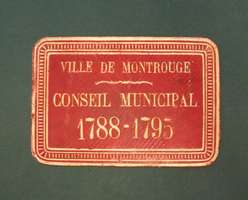 VILLE DE MONTROUGE
CONSEIL MUNICIPAL
1788-1795